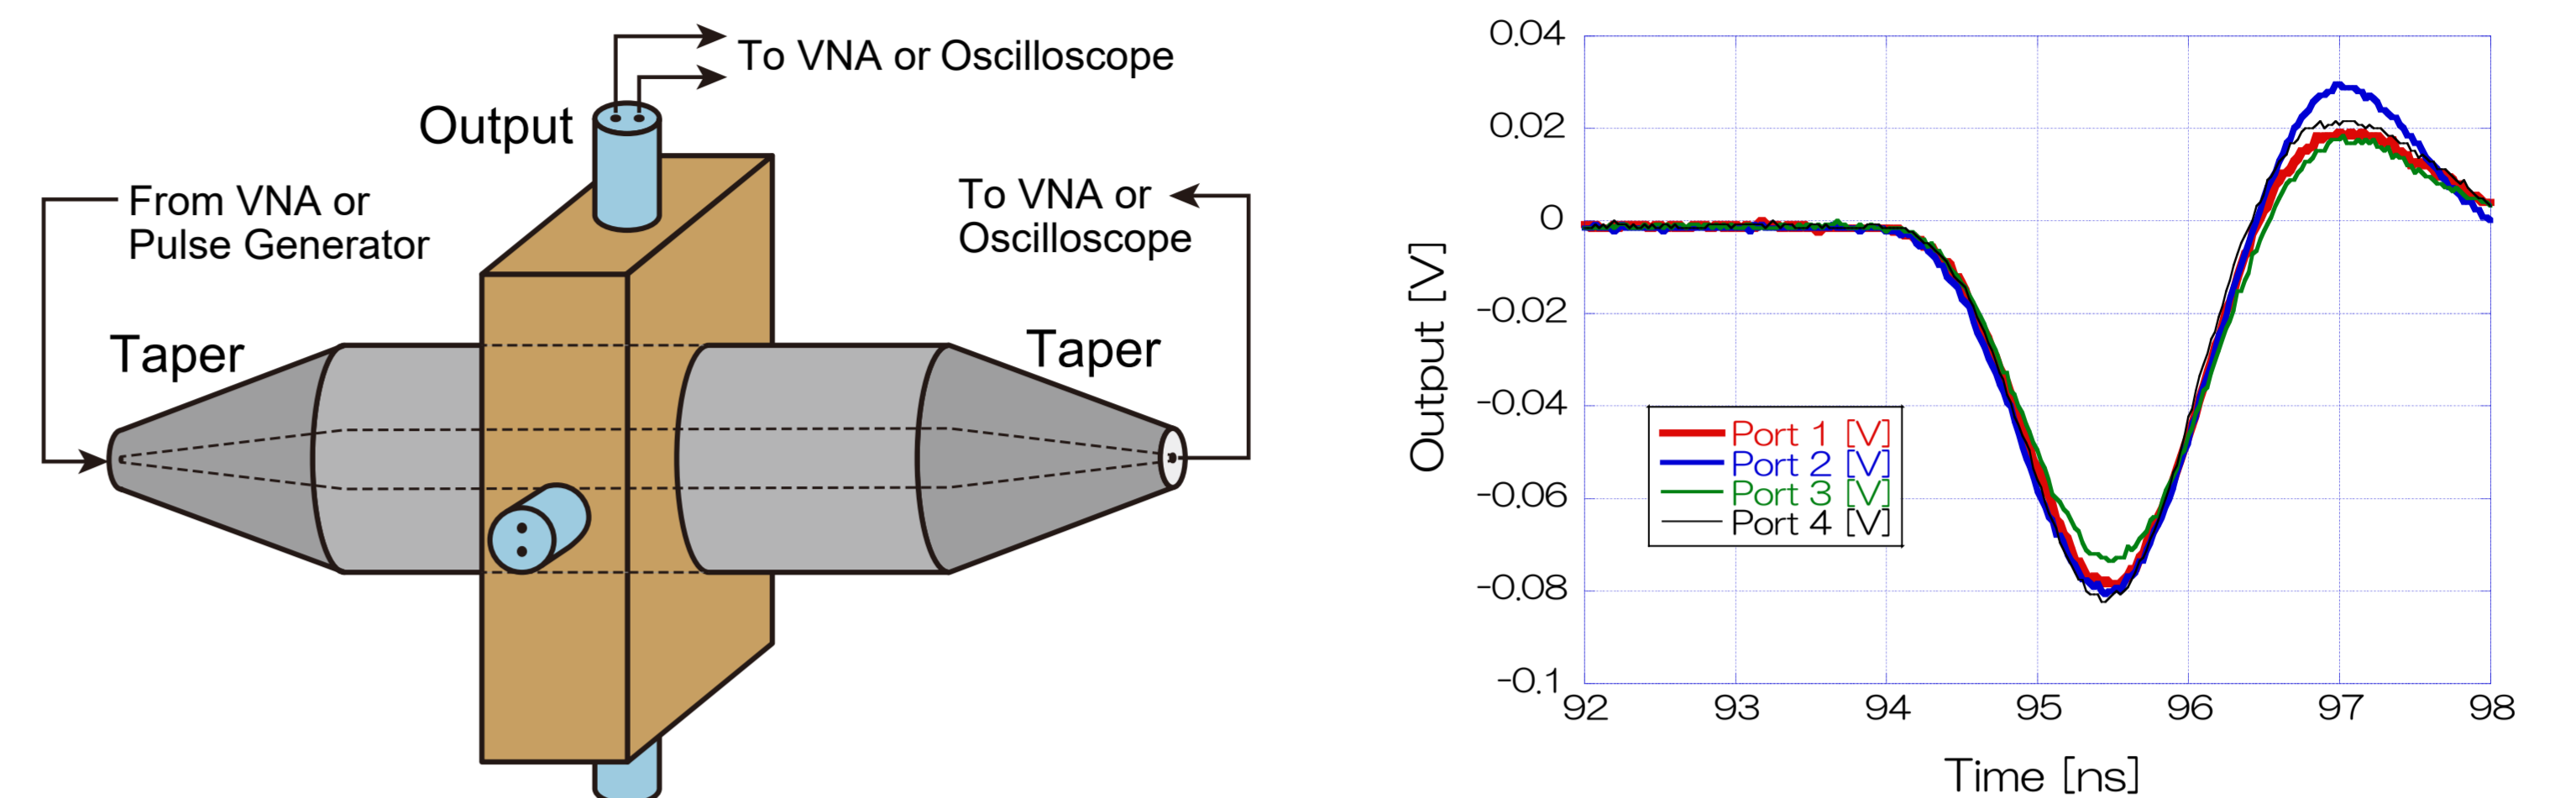 To VNA or Oscilloscope
Output
From VNA or
Pulse Generator
To VNA or
Oscilloscope
Taper
Taper
0.04
0.02
0
-0.02
-0.04
-0.06
-0.08
-0.1
Output [V]
Port 1 [V]
Port 2 [V]
Port 3 [V]
Port 4 [V]
92 93 94 95 96 97 98
Time [ns]